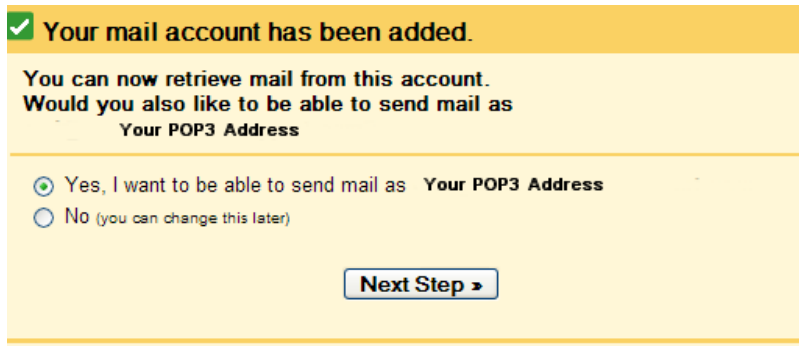 Your mail account has been added.
You can now retrieve mail from this account.
Would you also like to be able to send mail as
Your POP3 Address
Yes, I want to be able to send mail as Your POP3 Address
No (you can change this later)
Next Step »